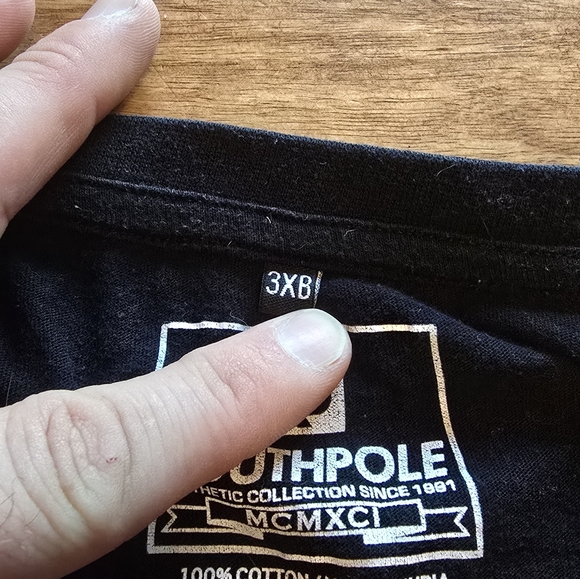 3XB
UTHPOLE
HETIC COLLECTION SINCE 1991
MCMXCI
100% COTTON